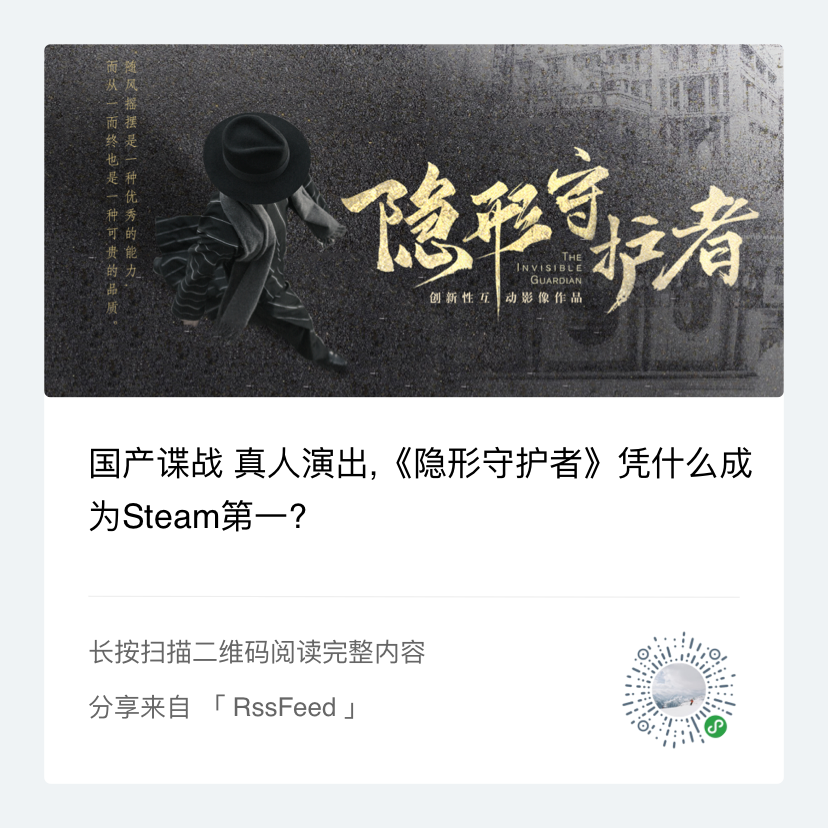 随风摇摆是一种优秀的能力
而从一而终也是一种可贵的品质。
隐形守护者
THE
INVISIBLE
GUARDIAN
创新性互动影像作品
国产谍战 真人演出,《隐形守护者》凭什么成
为Steam第一?
长按扫描二维码阅读完整内容
分享来自 「 RssFeed 」